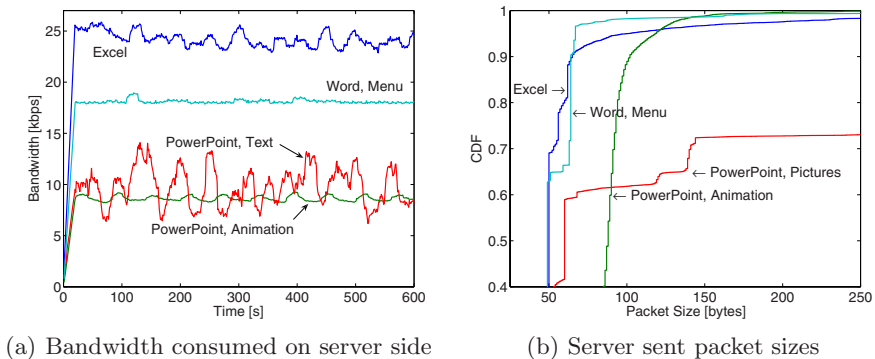 25
20
15
10
5
0
0
100
200
300
400
500
600
Bandwidth [kbps]
Time [s]
Excel
Word, Menu
PowerPoint, Text
PowerPoint, Animation
(a) Bandwidth consumed on server side
1
0.9
0.8
0.7
0.6
0.5
0.4
50
100
150
200
250
CDF
Packet Size [bytes]
Excel →
← Word, Menu
← PowerPoint, Pictures
← PowerPoint, Animation
(b) Server sent packet sizes